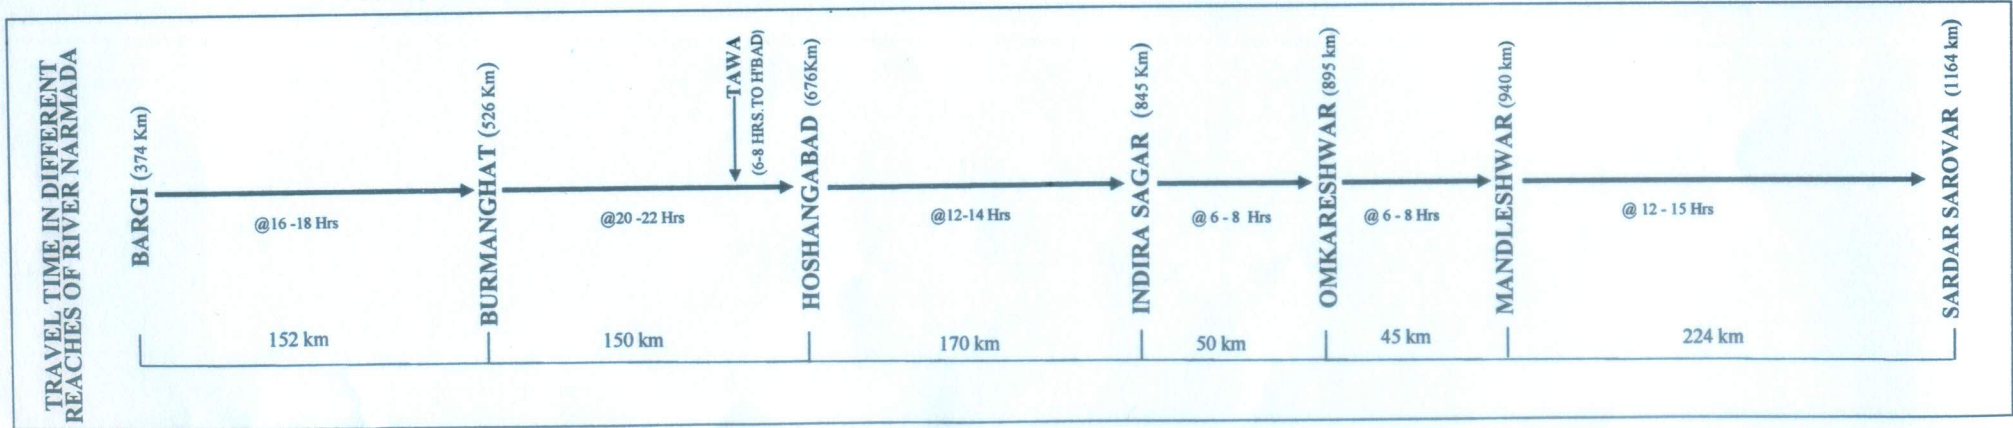 TRAVEL TIME IN DIFFERENT
REACHES OF RIVER NARMADA
BARGI (374 Km)
@16 -18 Hrs
152 km
BURMANGHAT (526 Km)
@20 -22 Hrs
150 km
TAWA
(6-8 HRS.TO H'BAD)
HOSHANGABAD (676Km)
@12-14 Hrs
170 km
INDIRA SAGAR (845 Km)
@ 6 - 8 Hrs
50 km
OMKARESHWAR (895 km)
@ 6 - 8 Hrs
45 km
MANDLESHWAR (940 km)
@ 12 - 15 Hrs
224 km
SARDAR SAROVAR (1164 km)